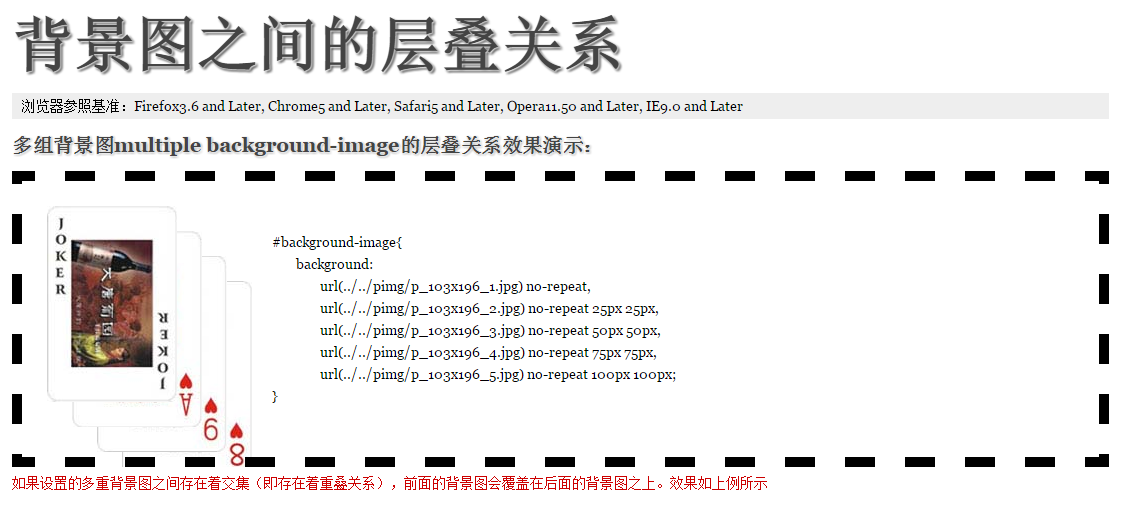 背景图之间的层叠关系
浏览器参照基准：Firefox3.6 and Later, Chrome5 and Later, Safari5 and Later, Opera11.50 and Later, IE9.0 and Later
多组背景图multiple background-image的层叠关系效果演示：
JOKER
JOKER
A
9
8
#background-image{
background:
url(../../pimg/p_103x196_1.jpg) no-repeat,
url(../../pimg/p_103x196_2.jpg) no-repeat 25px 25px,
url(../../pimg/p_103x196_3.jpg) no-repeat 50px 50px,
url(../../pimg/p_103x196_4.jpg) no-repeat 75px 75px,
url(../../pimg/p_103x196_5.jpg) no-repeat 100px 100px;
}
如果设置的多重背景图之间存在着交集（即存在着重叠关系），前面的背景图会覆盖在后面的背景图之上。效果如上例所示